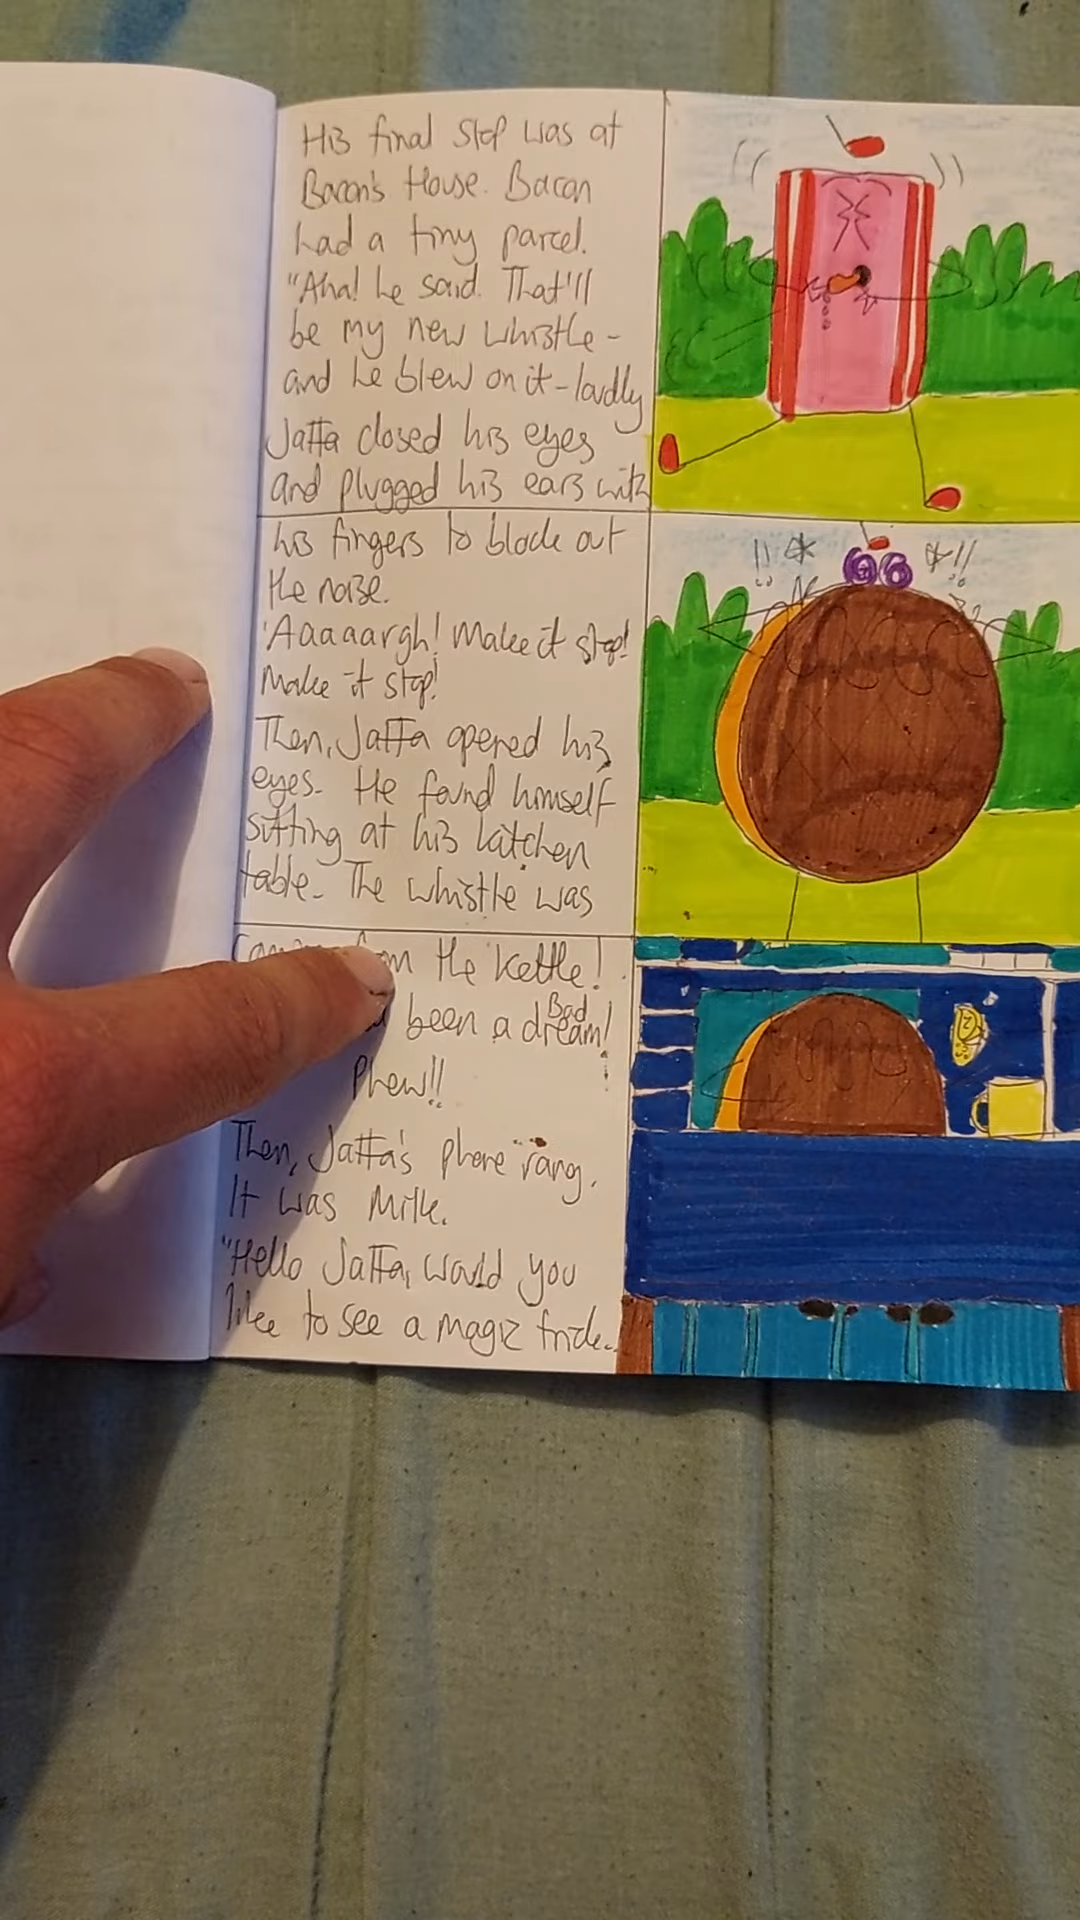 His final stop was at
Bacon's House. Bacon
had a tiny parcel.
"Aha! he said. That'll
be my new whistle -
and he blew on it - loudly
Jaffa closed his eyes
and plugged his ears with
his fingers to block out
the noise.
'Aaaaargh! Make it stop!
Make it stop!
Then, Jaffa opened his
eyes. He found himself
sitting at his kitchen
table. The whistle was
the kettle!
been a Bad dream!
Phew!!
Then, Jaffa's phone rang.
It was Milk.
"Hello Jaffa, would you
like to see a magic trick..